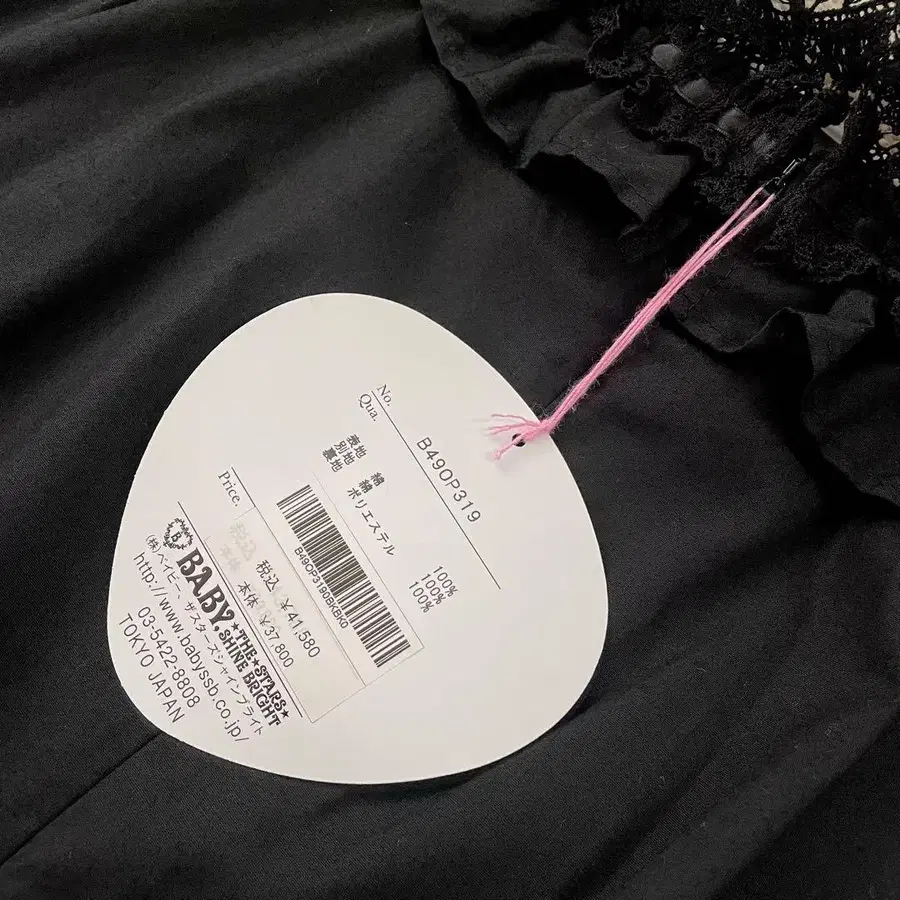 No. B49OP319
Qua.
表地 綿 100%
別地 綿 100%
裏地 ポリエステル 100%
B49OP3190BKBK0
Price.
税込 ¥41,580
本体 ¥37,800
B
BABY,
★THE★STARS★
SHINE BRIGHT
(株)ベイビー、ザスターズシャインブライト
http://www.babyssb.co.jp/
03-5422-8808
TOKYO JAPAN